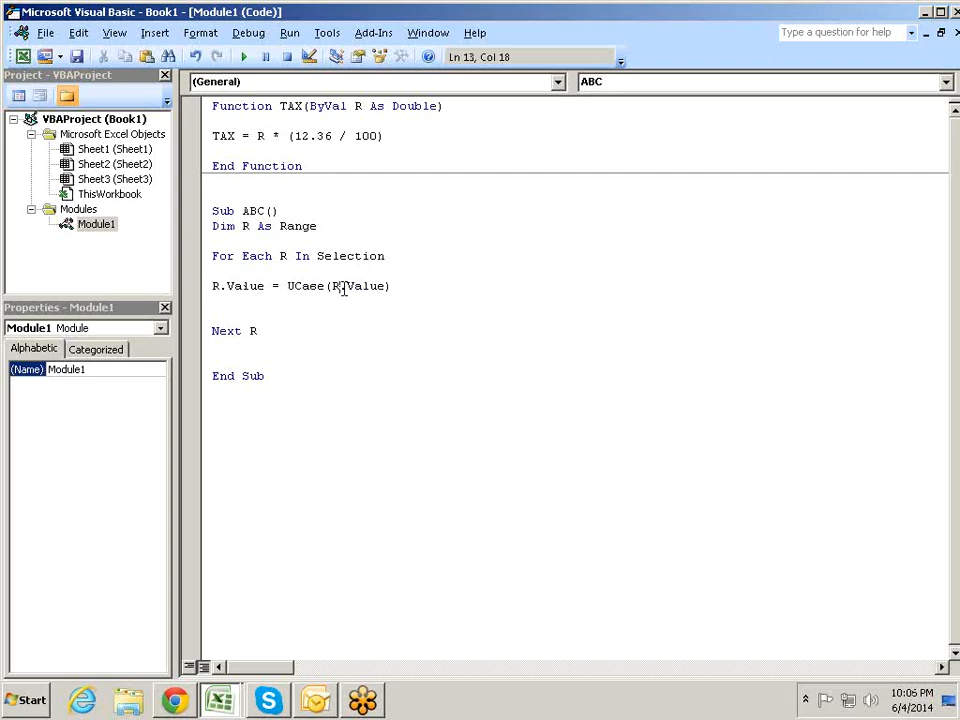 Microsoft Visual Basic - Book1 - [Module1 (Code)]
File Edit View Insert Format Debug Run Tools Add-Ins Window Help
Type a question for help
Ln 13, Col 18
Project - VBAProject
(General)
ABC
VBAProject (Book1)
Microsoft Excel Objects
Sheet1 (Sheet1)
Sheet2 (Sheet2)
Sheet3 (Sheet3)
ThisWorkbook
Modules
Module1
Properties - Module1
Module1 Module
Alphabetic Categorized
(Name) Module1
Function TAX(ByVal R As Double)
TAX = R * (12.36 / 100)
End Function
Sub ABC()
Dim R As Range
For Each R In Selection
R.Value = UCase(R.Value)
Next R
End Sub
Start
10:06 PM
6/4/2014